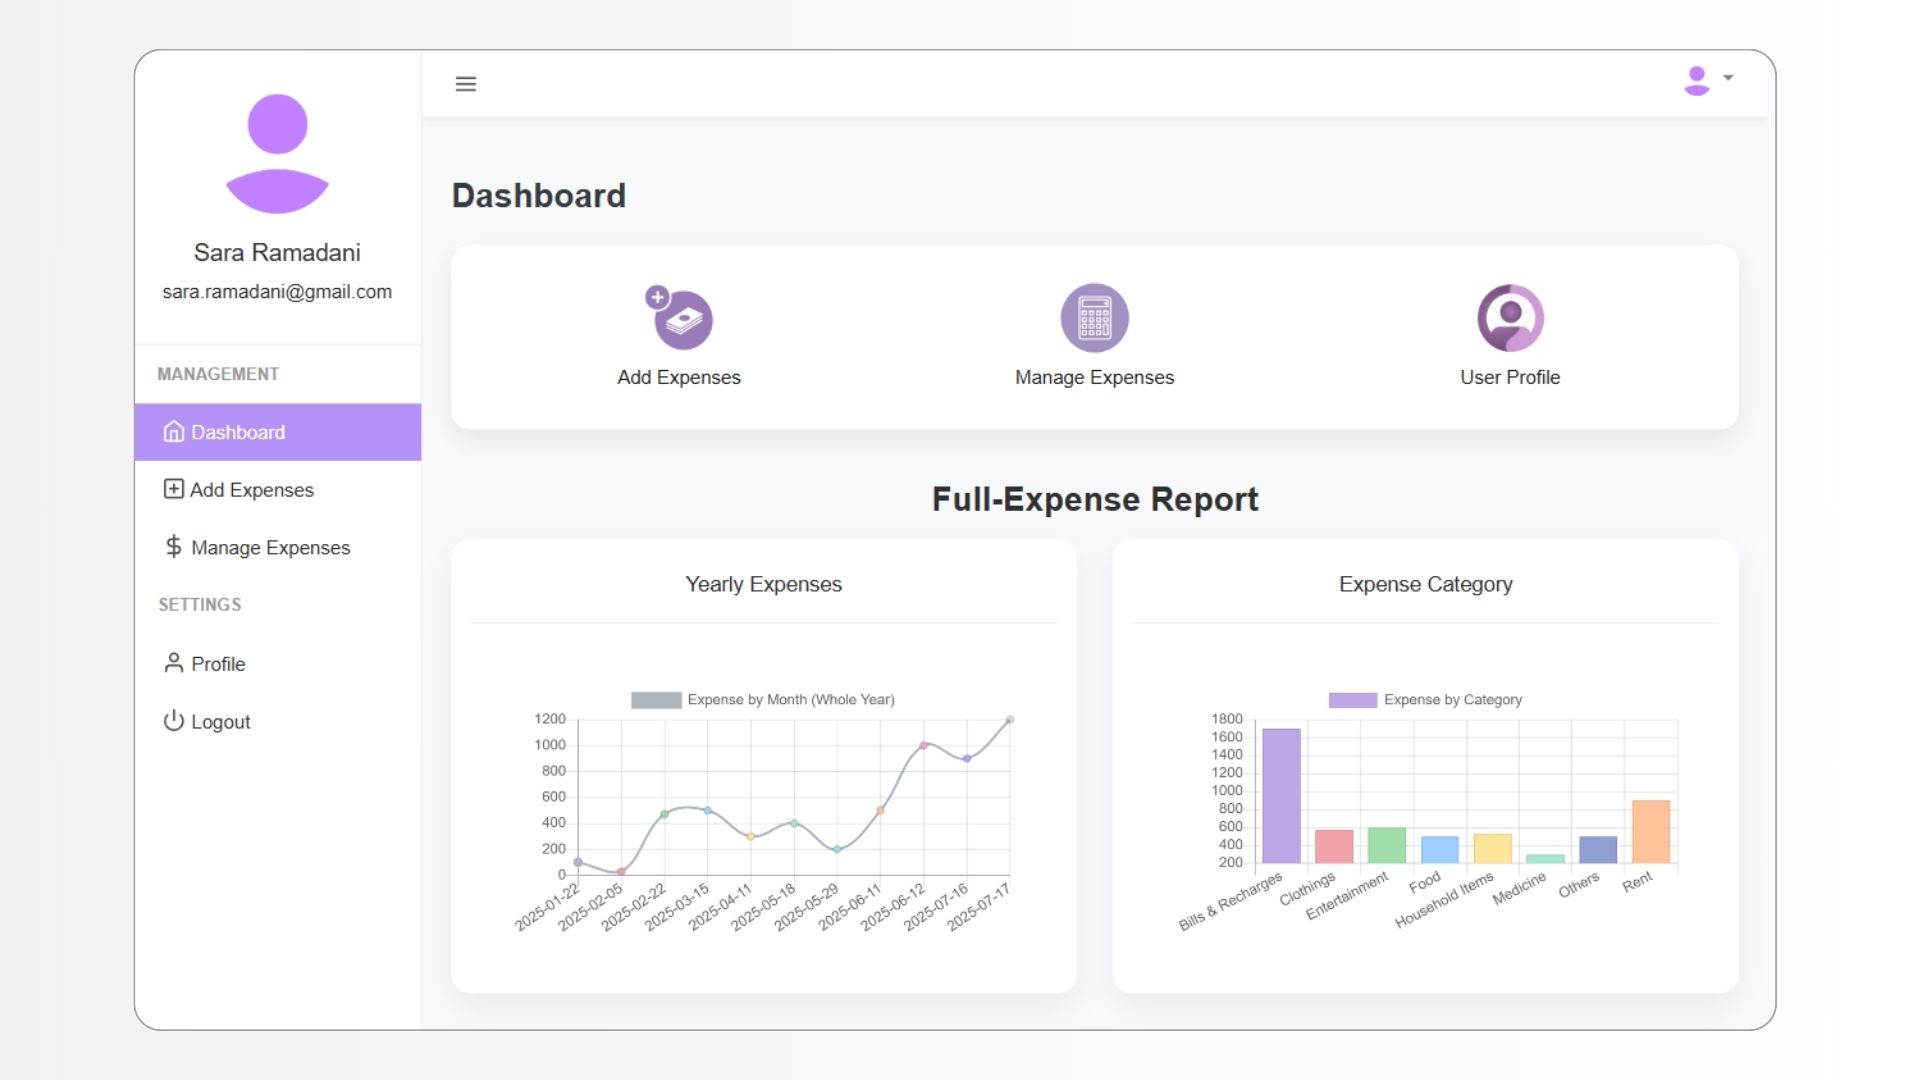 Sara Ramadani
sara.ramadani@gmail.com
MANAGEMENT
Dashboard
Add Expenses
Manage Expenses
SETTINGS
Profile
Logout
Dashboard
Add Expenses
Manage Expenses
User Profile
Full-Expense Report
Yearly Expenses
Expense by Month (Whole Year)
1200
1000
800
600
400
200
0
2025-01-22
2025-02-05
2025-02-22
2025-03-15
2025-04-11
2025-05-18
2025-05-29
2025-06-11
2025-06-12
2025-07-16
2025-07-17
Expense Category
Expense by Category
1800
1600
1400
1200
1000
800
600
400
200
Bills & Recharges
Clothings
Entertainment
Food
Household Items
Medicine
Others
Rent